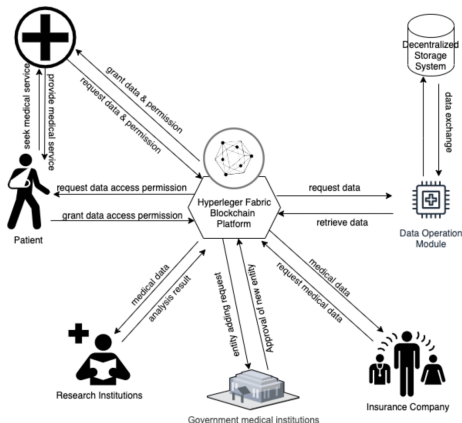 Decentralized
Storage
System
grant data & permission
request data & permission
seek medical service
provide medical service
data exchange
request data access permission
grant data access permission
Hyperleger Fabric
Blockchain
Platform
request data
retrieve data
Patient
Data Operation
Module
medical data
analysis result
entity adding request
Approval of new entity
medical data
request medical data
Research Institutions
Insurance Company
Government medical institutions